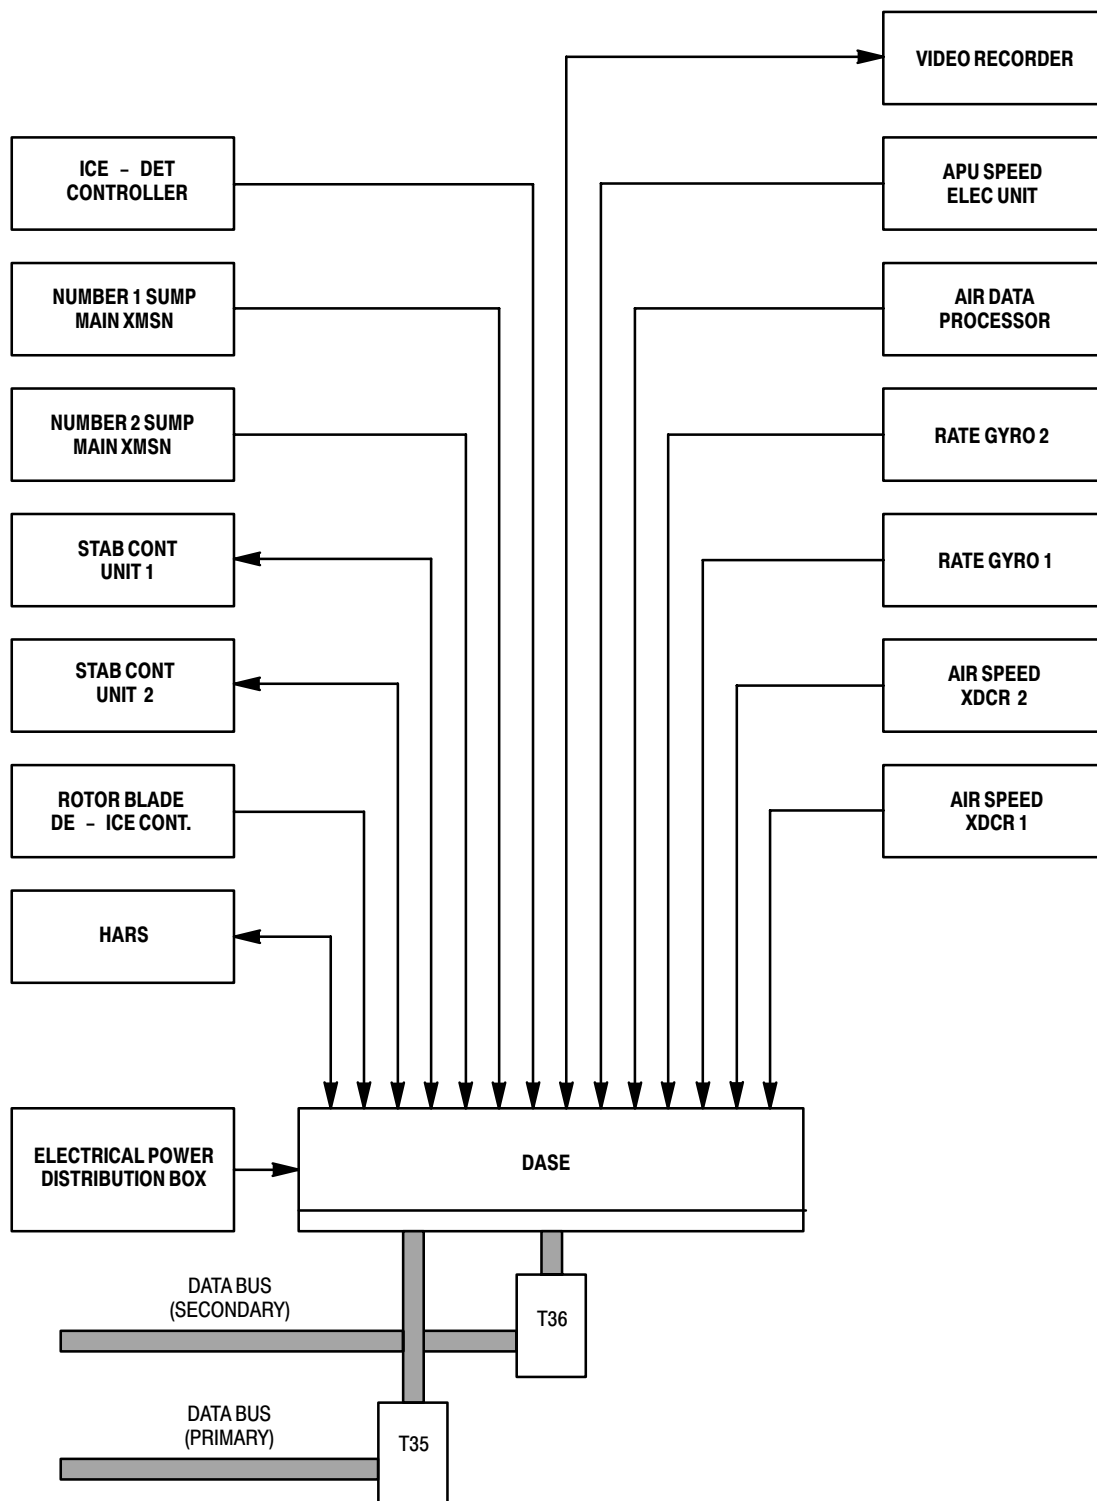 VIDEO RECORDER
ICE – DET
CONTROLLER
APU SPEED
ELEC UNIT
NUMBER 1 SUMP
MAIN XMSN
AIR DATA
PROCESSOR
NUMBER 2 SUMP
MAIN XMSN
RATE GYRO 2
STAB CONT
UNIT 1
RATE GYRO 1
STAB CONT
UNIT 2
AIR SPEED
XDCR 2
ROTOR BLADE
DE – ICE CONT.
AIR SPEED
XDCR 1
HARS
ELECTRICAL POWER
DISTRIBUTION BOX
DASE
DATA BUS
(SECONDARY)
T36
DATA BUS
(PRIMARY)
T35